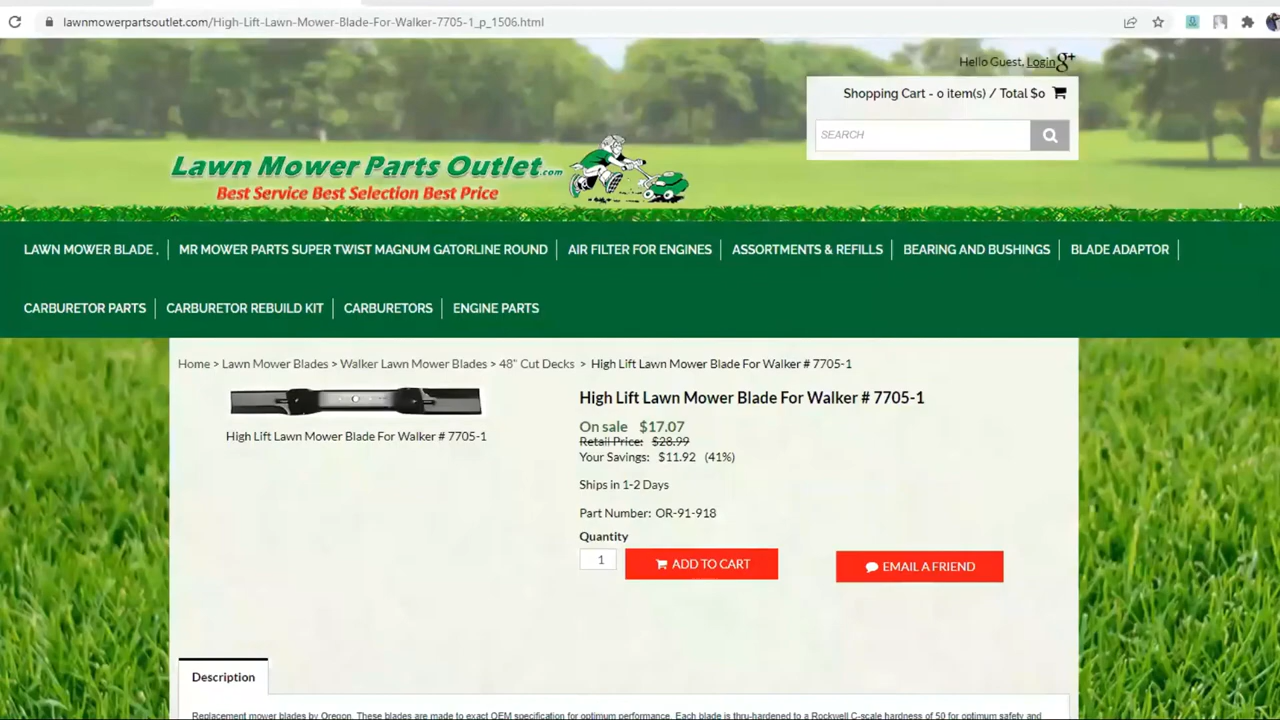 lawnmowerpartsoutlet.com/High-Lift-Lawn-Mower-Blade-For-Walker-7705-1_p_1506.html
Hello Guest, Login g+
Shopping Cart - 0 item(s) / Total $0
SEARCH
Lawn Mower Parts Outlet.com
Best Service Best Selection Best Price
LAWN MOWER BLADE . MR MOWER PARTS SUPER TWIST MAGNUM GATORLINE ROUND AIR FILTER FOR ENGINES ASSORTMENTS & REFILLS BEARING AND BUSHINGS BLADE ADAPTOR
CARBURETOR PARTS CARBURETOR REBUILD KIT CARBURETORS ENGINE PARTS
Home > Lawn Mower Blades > Walker Lawn Mower Blades > 48" Cut Decks > High Lift Lawn Mower Blade For Walker # 7705-1
High Lift Lawn Mower Blade For Walker # 7705-1
High Lift Lawn Mower Blade For Walker # 7705-1
On sale $17.07
Retail Price: $28.99
Your Savings: $11.92 (41%)
Ships in 1-2 Days
Part Number: OR-91-918
Quantity
1 ADD TO CART EMAIL A FRIEND
Description
Replacement mower blades by Oregon. These blades are made to exact OEM specification for optimum performance. Each blade is thru-hardened to a Rockwell C-scale hardness of 50 for optimum safety and